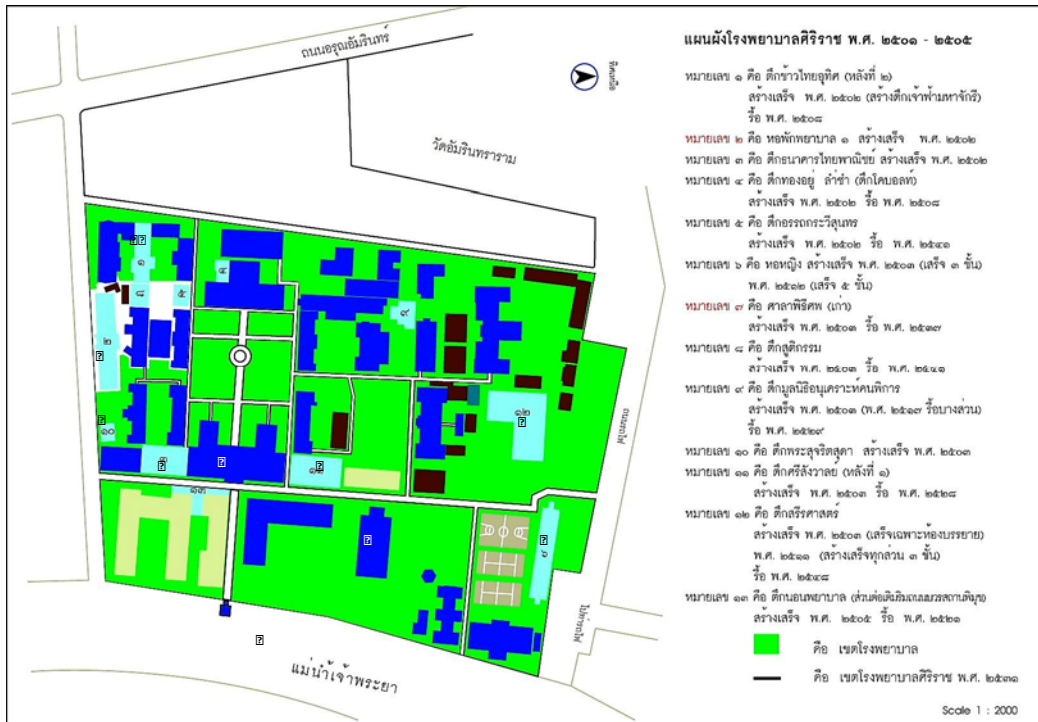 แผนผังโรงพยาบาลศิริราช พ.ศ. ๒๕๐๑ - ๒๕๐๕
หมายเลข ๑ คือ ตึกข้าวไทยอุทิศ (หลังที่ ๒)
สร้างเสร็จ พ.ศ. ๒๕๐๒ (สร้างตึกเจ้าฟ้ามหาจักรี)
รื้อ พ.ศ. ๒๕๐๘
หมายเลข ๒ คือ หอพักพยาบาล ๑ สร้างเสร็จ พ.ศ. ๒๕๐๒
หมายเลข ๓ คือ ตึกธนาคารไทยพาณิชย์ สร้างเสร็จ พ.ศ. ๒๕๐๒
หมายเลข ๔ คือ ตึกทองอยู่ ลำซำ (ตึกโคบอลท์)
สร้างเสร็จ พ.ศ. ๒๕๐๒ รื้อ พ.ศ. ๒๕๐๘
หมายเลข ๕ คือ ตึกอรรถกระวีสุนทร
สร้างเสร็จ พ.ศ. ๒๕๐๒ รื้อ พ.ศ. ๒๕๔๑
หมายเลข ๖ คือ หอหญิง สร้างเสร็จ พ.ศ. ๒๕๐๓ (เสร็จ ๓ ชั้น)
พ.ศ. ๒๕๑๒ (เสร็จ ๕ ชั้น)
หมายเลข ๗ คือ ศาลาพิธีศพ (เก่า)
สร้างเสร็จ พ.ศ. ๒๕๐๓ รื้อ พ.ศ. ๒๕๓๗
หมายเลข ๘ คือ ตึกสูติกรรม
สร้างเสร็จ พ.ศ. ๒๕๐๓ รื้อ พ.ศ. ๒๕๔๑
หมายเลข ๙ คือ ตึกมูลนิธิอนุเคราะห์คนพิการ
สร้างเสร็จ พ.ศ. ๒๕๐๓ (พ.ศ. ๒๕๑๗ รื้อบางส่วน)
รื้อ พ.ศ. ๒๕๒๙
หมายเลข ๑๐ คือ ตึกพระสุจริตสุดา สร้างเสร็จ พ.ศ. ๒๕๐๓
หมายเลข ๑๑ คือ ตึกศรีสังวาลย์ (หลังที่ ๑)
สร้างเสร็จ พ.ศ. ๒๕๐๓ รื้อ พ.ศ. ๒๕๒๘
หมายเลข ๑๒ คือ ตึกสรีรศาสตร์
สร้างเสร็จ พ.ศ. ๒๕๐๓ (เสร็จเฉพาะห้องบรรยาย)
พ.ศ. ๒๕๑๑ (สร้างเสร็จทุกส่วน ๓ ชั้น)
รื้อ พ.ศ. ๒๕๔๘
หมายเลข ๑๓ คือ ตึกนอนพยาบาล (ส่วนต่อเติมริมถนนบวรสถานพิมุข)
สร้างเสร็จ พ.ศ. ๒๕๐๕ รื้อ พ.ศ. ๒๕๒๑
คือ เขตโรงพยาบาล
คือ เขตโรงพยาบาลศิริราช พ.ศ. ๒๕๓๑
Scale 1 : 2000
ถนนอรุณอัมรินทร์
ทิศเหนือ
วัดอัมรินทราราม
ถนนรถไฟ
ไปท่ารถไฟ
แม่น้ำเจ้าพระยา
๑
๘
๕
๔
๒
๙
๑๐
๑๒
๑๓